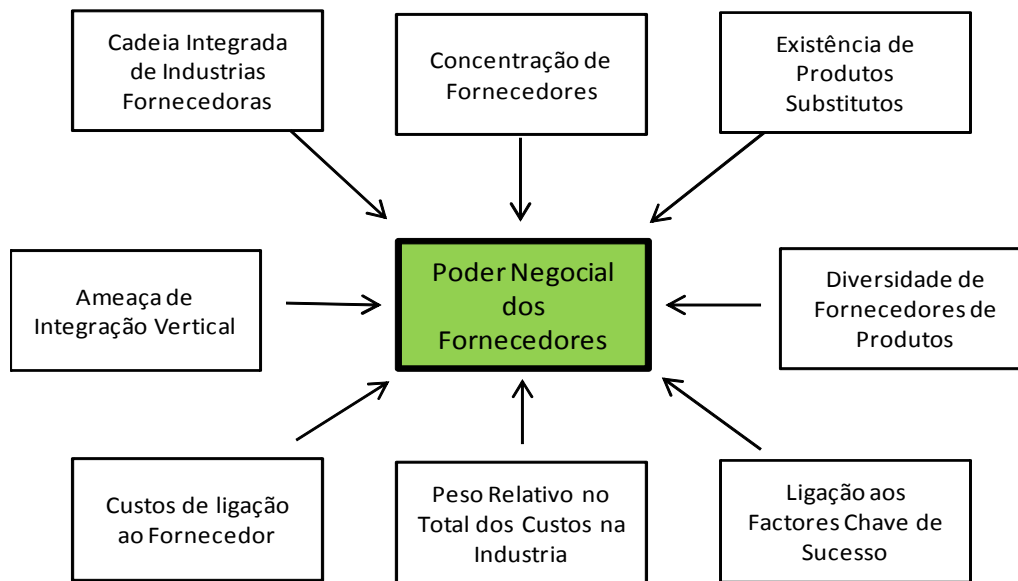 Cadeia Integrada
de Industrias
Fornecedoras
Concentração de
Fornecedores
Existência de
Produtos
Substitutos
Ameaça de
Integração Vertical
Poder Negocial
dos
Fornecedores
Diversidade de
Fornecedores de
Produtos
Custos de ligação
ao Fornecedor
Peso Relativo no
Total dos Custos na
Industria
Ligação aos
Factores Chave de
Sucesso